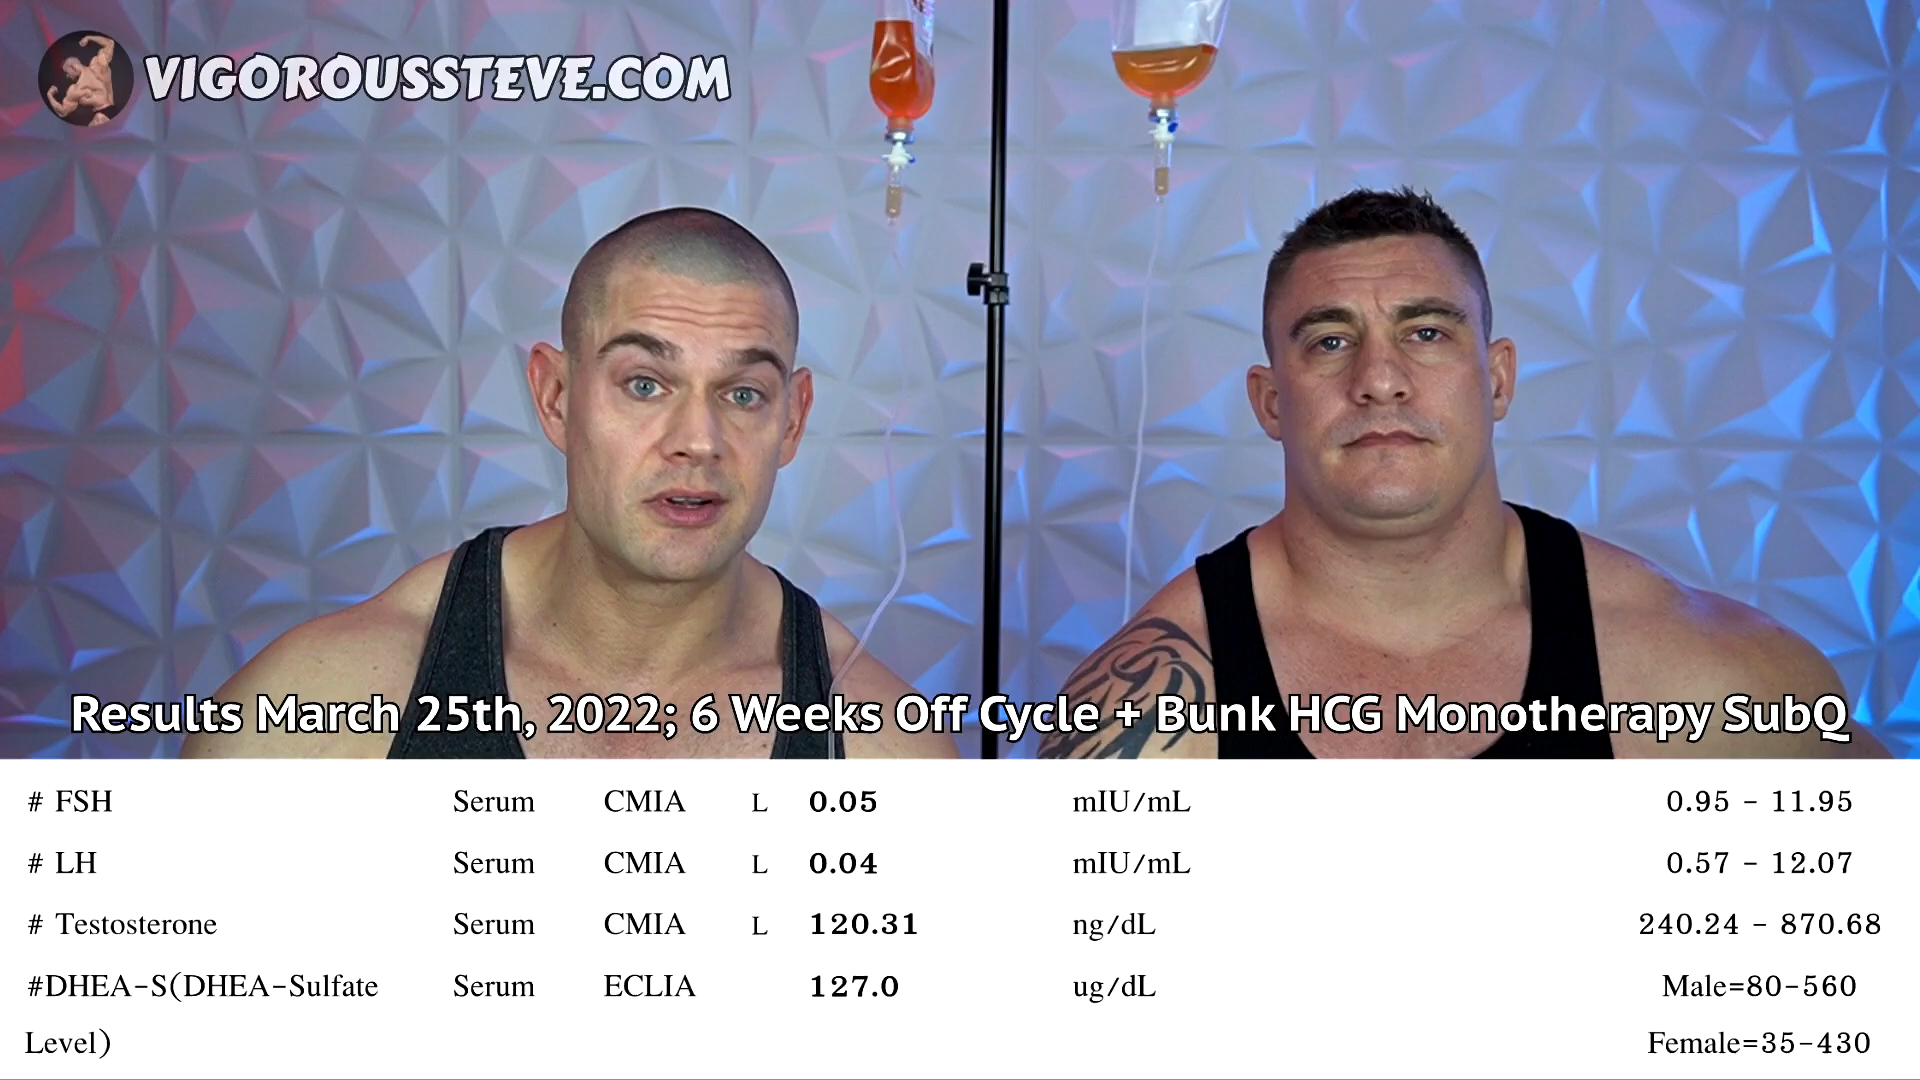 VIGOROUSSTEVE.COM
Results March 25th, 2022; 6 Weeks Off Cycle + Bunk HCG Monotherapy SubQ
# FSH Serum CMIA L 0.05 mIU/mL 0.95 - 11.95
# LH Serum CMIA L 0.04 mIU/mL 0.57 - 12.07
# Testosterone Serum CMIA L 120.31 ng/dL 240.24 - 870.68
#DHEA-S(DHEA-Sulfate Serum ECLIA 127.0 ug/dL Male=80-560
Level) Female=35-430